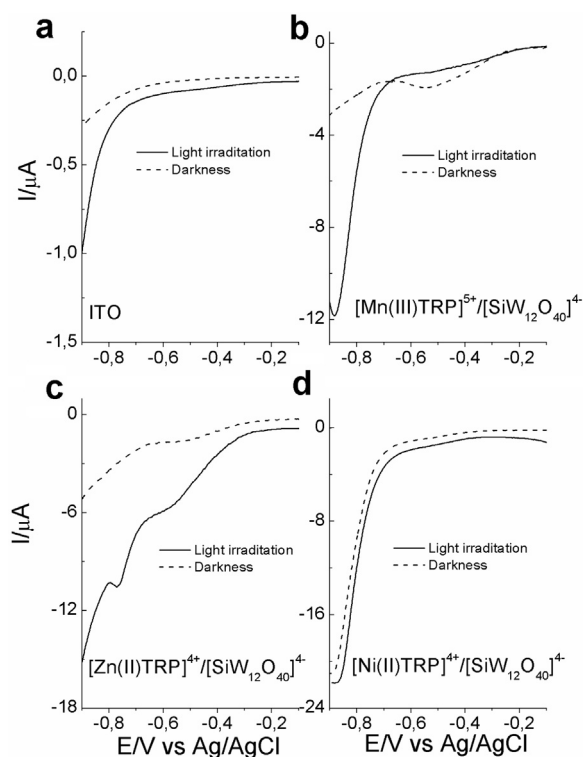 a
0,0
-0,5
-1,0
-1,5
I/µA
Light irraditation
Darkness
ITO
-0,8 -0,6 -0,4 -0,2
b
0
-4
-8
-12
Light irraditation
Darkness
[Mn(III)TRP]⁵⁺/[SiW₁₂O₄₀]⁴⁻
-0,8 -0,6 -0,4 -0,2
c
0
-6
-12
-18
I/µA
Light irraditation
Darkness
[Zn(II)TRP]⁴⁺/[SiW₁₂O₄₀]⁴⁻
-0,8 -0,6 -0,4 -0,2
E/V vs Ag/AgCl
d
0
-8
-16
-24
Light irraditation
Darkness
[Ni(II)TRP]⁴⁺/[SiW₁₂O₄₀]⁴⁻
-0,8 -0,6 -0,4 -0,2
E/V vs Ag/AgCl